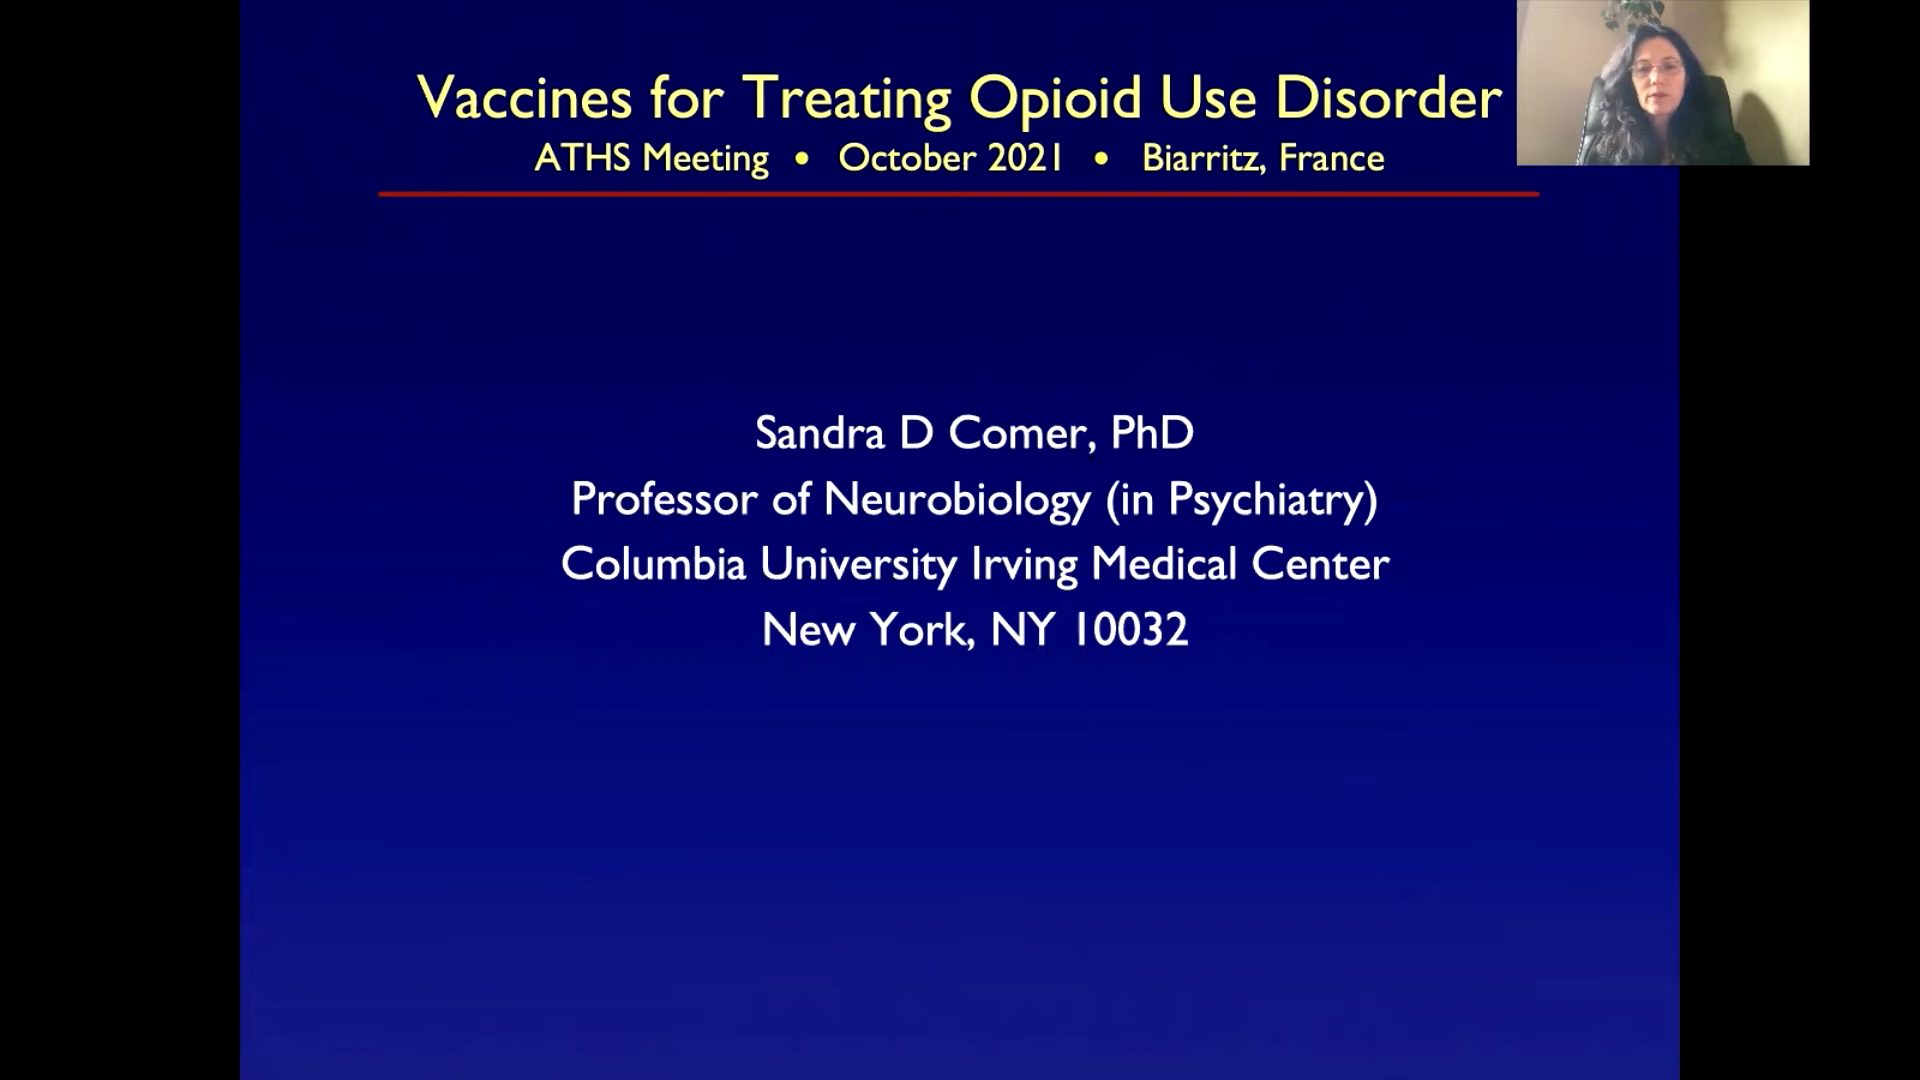 Vaccines for Treating Opioid Use Disorder
ATHS Meeting • October 2021 • Biarritz, France
Sandra D Comer, PhD
Professor of Neurobiology (in Psychiatry)
Columbia University Irving Medical Center
New York, NY 10032